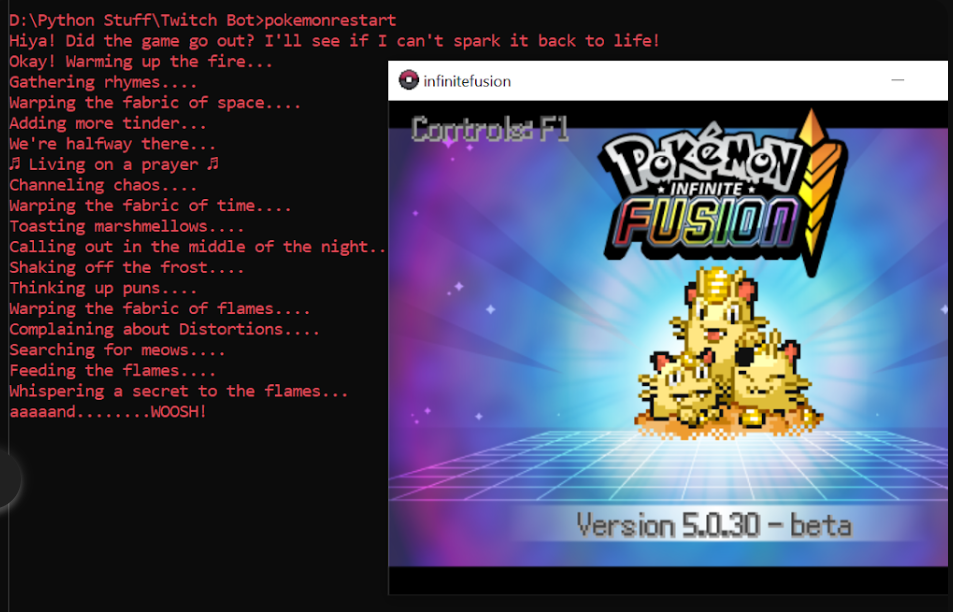 D:\Python Stuff\Twitch Bot>pokemonrestart
Hiya! Did the game go out? I'll see if I can't spark it back to life!
Okay! Warming up the fire...
Gathering rhymes....
Warping the fabric of space....
Adding more tinder...
We're halfway there...
♫ Living on a prayer ♫
Channeling chaos....
Warping the fabric of time....
Toasting marshmellows....
Calling out in the middle of the night..
Shaking off the frost....
Thinking up puns....
Warping the fabric of flames....
Complaining about Distortions....
Searching for meows....
Feeding the flames....
Whispering a secret to the flames...
aaaaand........WOOSH!
infinitefusion
Controls: F1
POKéMON
INFINITE
FUSION
Version 5.0.30 - beta